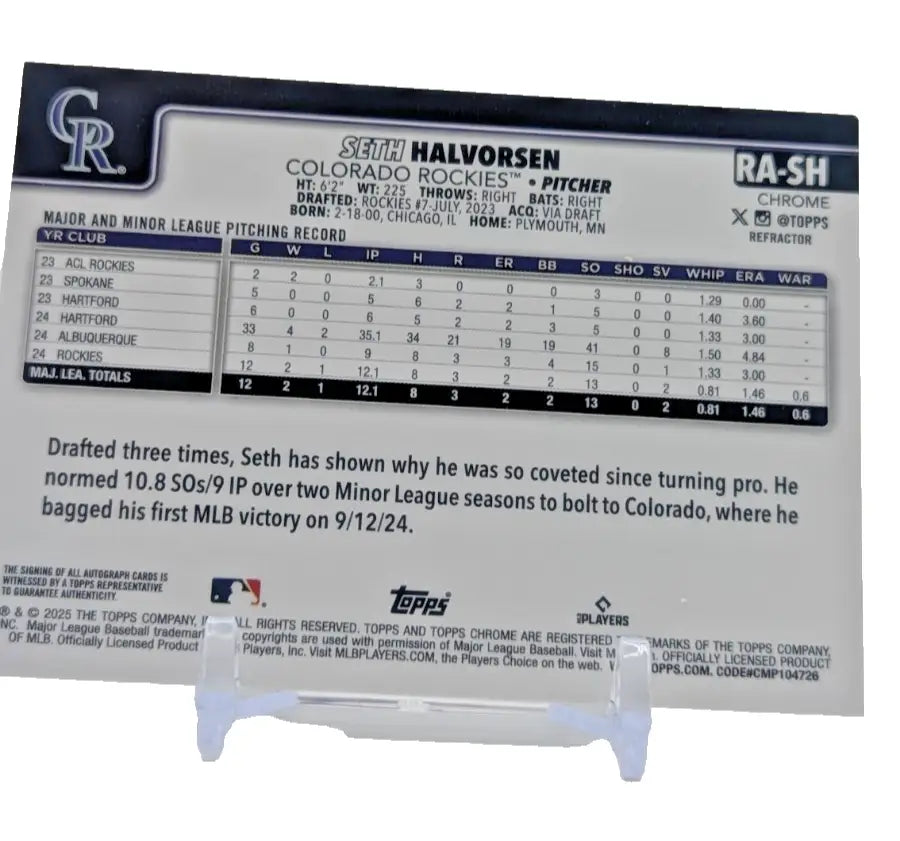 CR
SETH HALVORSEN
COLORADO ROCKIES™ • PITCHER
HT: 6'2" WT: 225 THROWS: RIGHT BATS: RIGHT
DRAFTED: ROCKIES #7-JULY, 2023 ACQ: VIA DRAFT
BORN: 2-18-00, CHICAGO, IL HOME: PLYMOUTH, MN
RA-SH
CHROME
X @TOPPS
REFRACTOR
MAJOR AND MINOR LEAGUE PITCHING RECORD
YR CLUB G W L IP H R ER BB SO SHO SV WHIP ERA WAR
23 ACL ROCKIES 2 2 0 2.1 3 0 0 0 3 0 0 1.29 0.00 -
23 SPOKANE 5 0 0 5 6 2 2 1 5 0 0 1.40 3.60 -
23 HARTFORD 6 0 0 6 5 2 2 3 5 0 0 1.33 3.00 -
24 HARTFORD 33 4 2 35.1 34 21 19 19 41 0 8 1.50 4.84 -
24 ALBUQUERQUE 8 1 0 9 8 3 3 4 15 0 1 1.33 3.00 -
24 ROCKIES 12 2 1 12.1 8 3 2 2 13 0 2 0.81 1.46 0.6
MAJ. LEA. TOTALS 12 2 1 12.1 8 3 2 2 13 0 2 0.81 1.46 0.6
Drafted three times, Seth has shown why he was so coveted since turning pro. He
normed 10.8 SOs/9 IP over two Minor League seasons to bolt to Colorado, where he
bagged his first MLB victory on 9/12/24.
THE SIGNING OF ALL AUTOGRAPH CARDS IS
WITNESSED BY A TOPPS REPRESENTATIVE
TO GUARANTEE AUTHENTICITY.
Topps
PLAYERS
® & © 2025 THE TOPPS COMPANY, ALL RIGHTS RESERVED. TOPPS AND TOPPS CHROME ARE REGISTERED MARKS OF THE TOPPS COMPANY,
NC. Major League Baseball trademar copyrights are used with permission of Major League Baseball. Visit M OFFICIALLY LICENSED PRODUCT
OF MLB. Officially Licensed Product Players, Inc. Visit MLBPLAYERS.COM, the Players Choice on the web. OPPS.COM. CODE#CMP104726